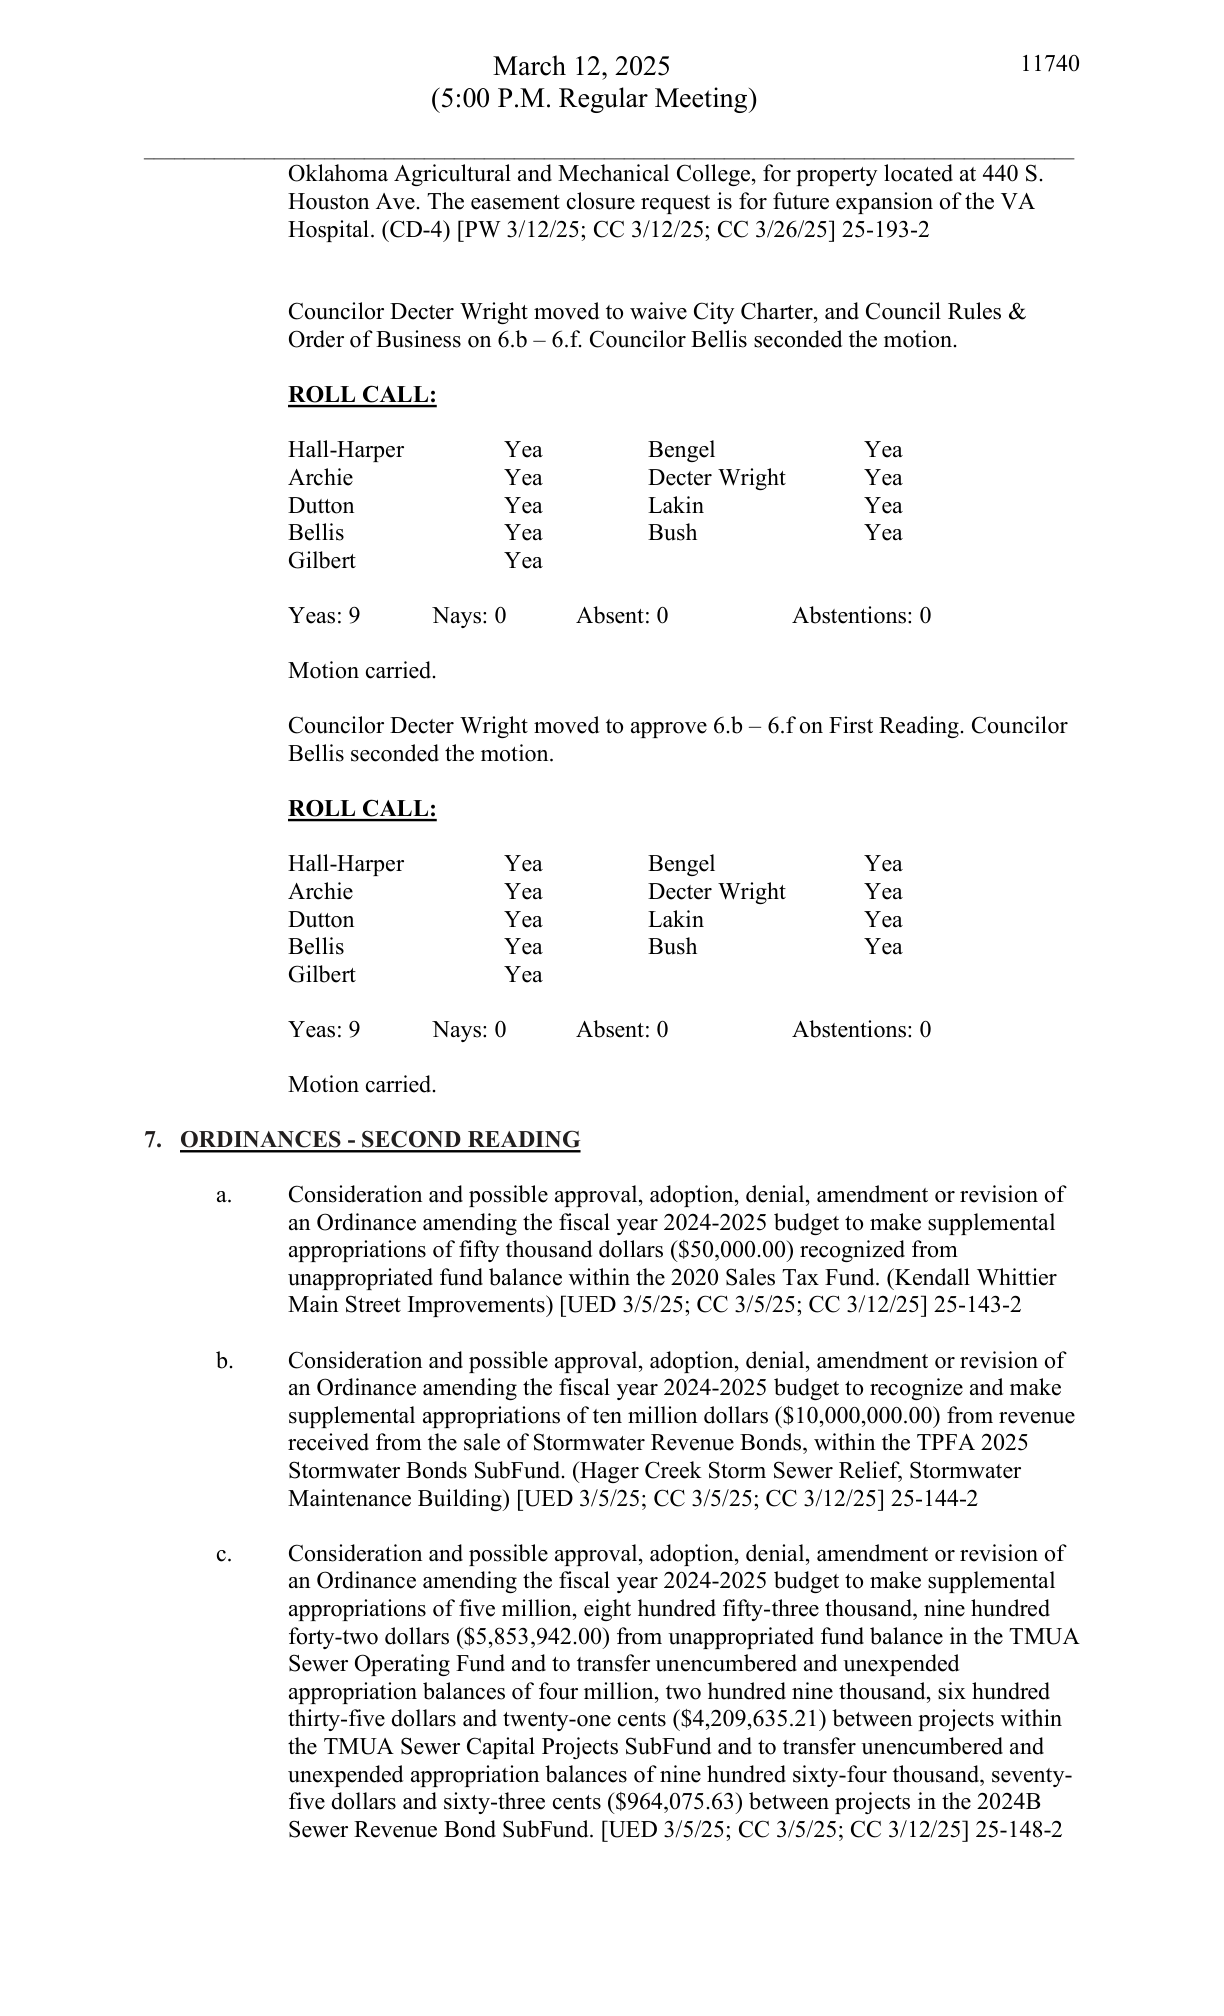 March 12, 2025
11740
(5:00 P.M. Regular Meeting)
Oklahoma Agricultural and Mechanical College, for property located at 440 S.
Houston Ave. The easement closure request is for future expansion of the VA
Hospital. (CD-4) [PW 3/12/25; CC 3/12/25; CC 3/26/25] 25-193-2
Councilor Decter Wright moved to waive City Charter, and Council Rules &
Order of Business on 6.b – 6.f. Councilor Bellis seconded the motion.
ROLL CALL:
Hall-Harper Yea Bengel Yea
Archie Yea Decter Wright Yea
Dutton Yea Lakin Yea
Bellis Yea Bush Yea
Gilbert Yea
Yeas: 9 Nays: 0 Absent: 0 Abstentions: 0
Motion carried.
Councilor Decter Wright moved to approve 6.b – 6.f on First Reading. Councilor
Bellis seconded the motion.
ROLL CALL:
Hall-Harper Yea Bengel Yea
Archie Yea Decter Wright Yea
Dutton Yea Lakin Yea
Bellis Yea Bush Yea
Gilbert Yea
Yeas: 9 Nays: 0 Absent: 0 Abstentions: 0
Motion carried.
7. ORDINANCES - SECOND READING
a. Consideration and possible approval, adoption, denial, amendment or revision of
an Ordinance amending the fiscal year 2024-2025 budget to make supplemental
appropriations of fifty thousand dollars ($50,000.00) recognized from
unappropriated fund balance within the 2020 Sales Tax Fund. (Kendall Whittier
Main Street Improvements) [UED 3/5/25; CC 3/5/25; CC 3/12/25] 25-143-2
b. Consideration and possible approval, adoption, denial, amendment or revision of
an Ordinance amending the fiscal year 2024-2025 budget to recognize and make
supplemental appropriations of ten million dollars ($10,000,000.00) from revenue
received from the sale of Stormwater Revenue Bonds, within the TPFA 2025
Stormwater Bonds SubFund. (Hager Creek Storm Sewer Relief, Stormwater
Maintenance Building) [UED 3/5/25; CC 3/5/25; CC 3/12/25] 25-144-2
c. Consideration and possible approval, adoption, denial, amendment or revision of
an Ordinance amending the fiscal year 2024-2025 budget to make supplemental
appropriations of five million, eight hundred fifty-three thousand, nine hundred
forty-two dollars ($5,853,942.00) from unappropriated fund balance in the TMUA
Sewer Operating Fund and to transfer unencumbered and unexpended
appropriation balances of four million, two hundred nine thousand, six hundred
thirty-five dollars and twenty-one cents ($4,209,635.21) between projects within
the TMUA Sewer Capital Projects SubFund and to transfer unencumbered and
unexpended appropriation balances of nine hundred sixty-four thousand, seventy-
five dollars and sixty-three cents ($964,075.63) between projects in the 2024B
Sewer Revenue Bond SubFund. [UED 3/5/25; CC 3/5/25; CC 3/12/25] 25-148-2